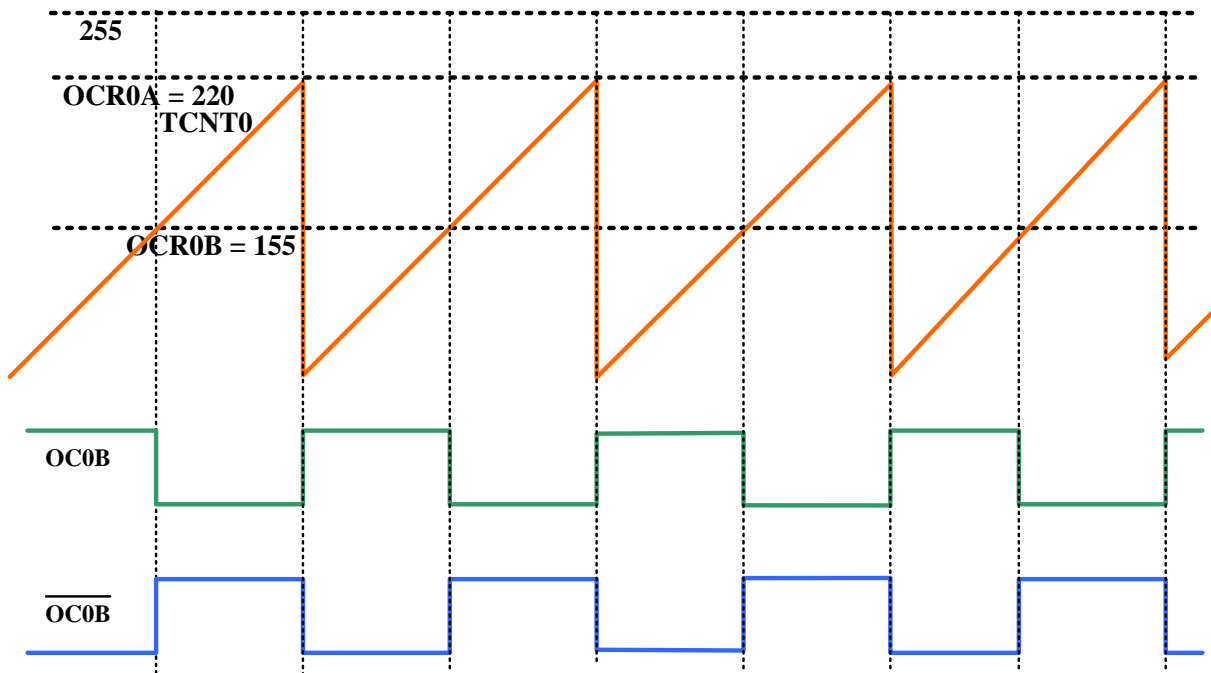 255
OCR0A = 220
TCNT0
OCR0B = 155
OC0B
OC0B